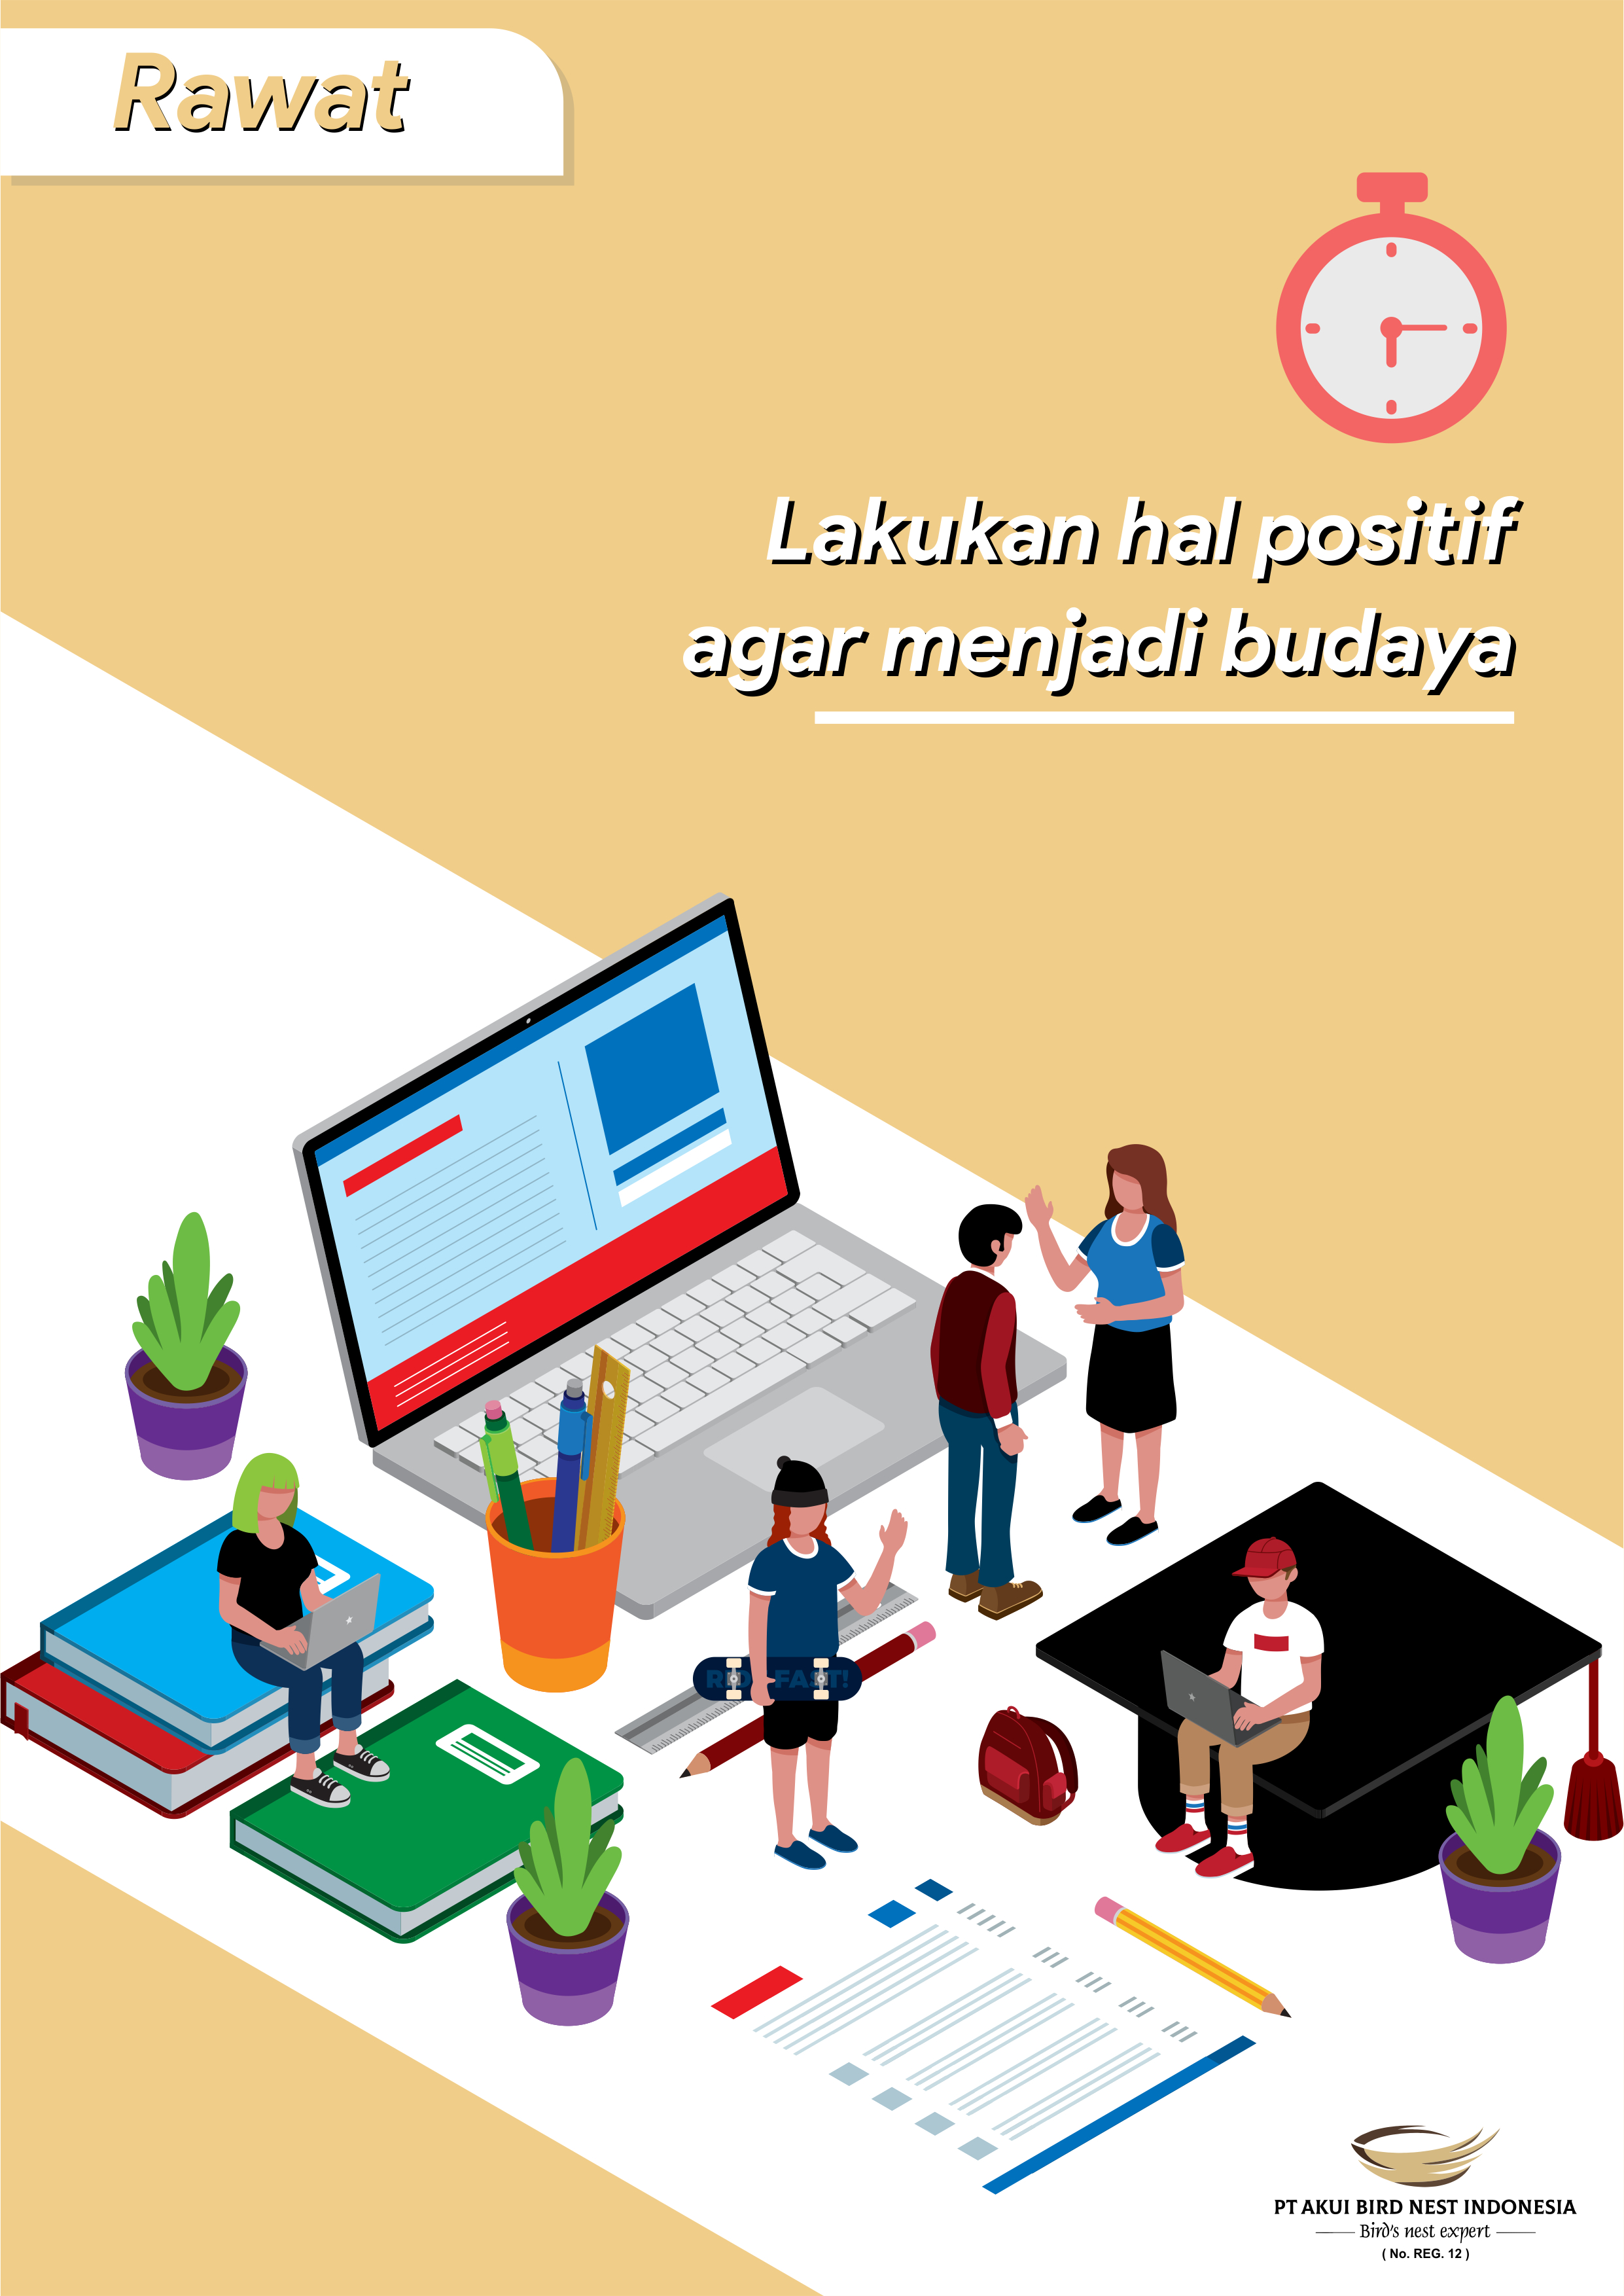 Rawat
Lakukan hal positif
agar menjadi budaya
PT AKUI BIRD NEST INDONESIA
Bird's nest expert
( No. REG. 12 )